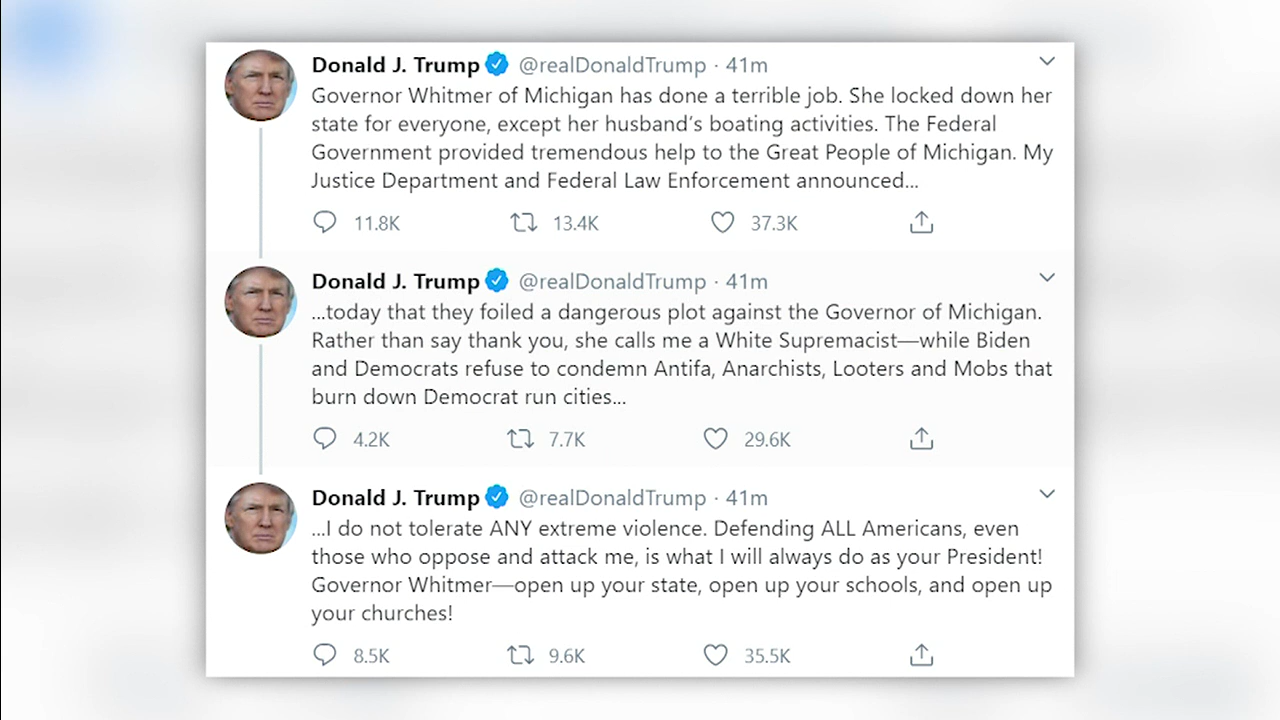 Donald J. Trump @realDonaldTrump · 41m
Governor Whitmer of Michigan has done a terrible job. She locked down her
state for everyone, except her husband’s boating activities. The Federal
Government provided tremendous help to the Great People of Michigan. My
Justice Department and Federal Law Enforcement announced...
11.8K 13.4K 37.3K
Donald J. Trump @realDonaldTrump · 41m
...today that they foiled a dangerous plot against the Governor of Michigan.
Rather than say thank you, she calls me a White Supremacist—while Biden
and Democrats refuse to condemn Antifa, Anarchists, Looters and Mobs that
burn down Democrat run cities...
4.2K 7.7K 29.6K
Donald J. Trump @realDonaldTrump · 41m
...I do not tolerate ANY extreme violence. Defending ALL Americans, even
those who oppose and attack me, is what I will always do as your President!
Governor Whitmer—open up your state, open up your schools, and open up
your churches!
8.5K 9.6K 35.5K